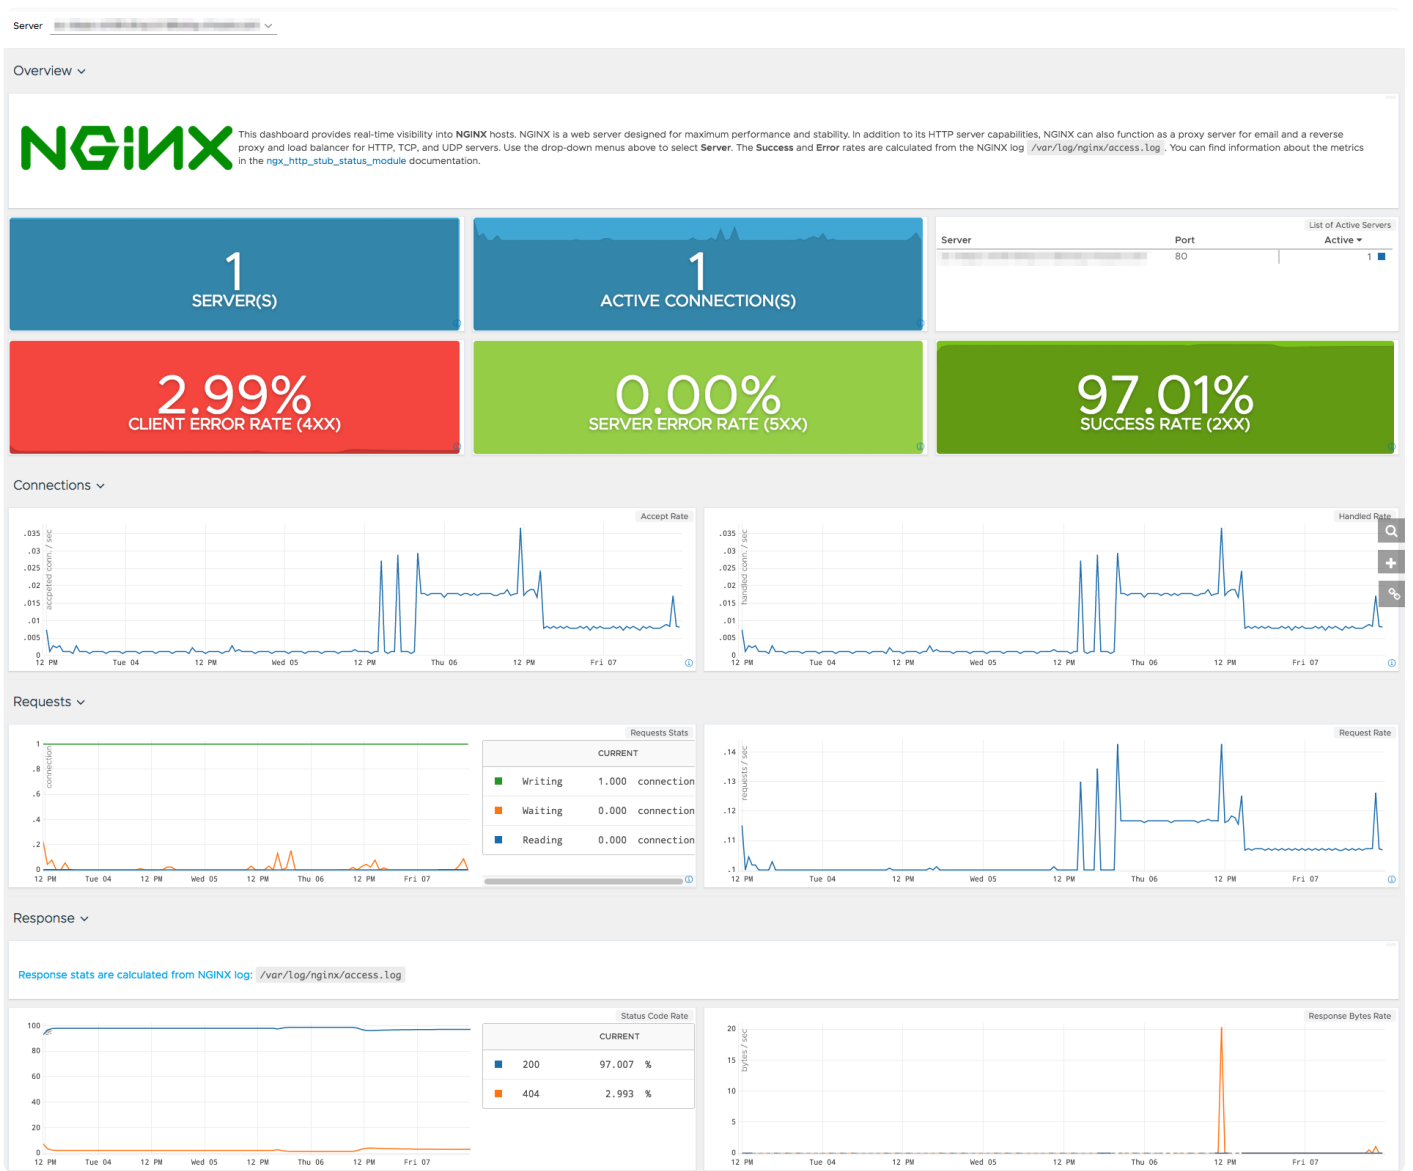 Server
Overview
NGINX
This dashboard provides real-time visibility into NGINX hosts. NGINX is a web server designed for maximum performance and stability. In addition to its HTTP server capabilities, NGINX can also function as a proxy server for email and a reverse
proxy and load balancer for HTTP, TCP, and UDP servers. Use the drop-down menus above to select Server. The Success and Error rates are calculated from the NGINX log /var/log/nginx/access.log . You can find information about the metrics
in the ngx_http_stub_status_module documentation.
1
SERVER(S)
1
ACTIVE CONNECTION(S)
List of Active Servers
Server Port Active
80 1
2.99%
CLIENT ERROR RATE (4XX)
0.00%
SERVER ERROR RATE (5XX)
97.01%
SUCCESS RATE (2XX)
Connections
Accept Rate
accpeted conn. / sec
.035
.03
.025
.02
.015
.01
.005
0
12 PM Tue 04 12 PM Wed 05 12 PM Thu 06 12 PM Fri 07
Handled Rate
handled conn. / sec
.035
.03
.025
.02
.015
.01
.005
0
12 PM Tue 04 12 PM Wed 05 12 PM Thu 06 12 PM Fri 07
Requests
Requests Stats
connection
1
.8
.6
.4
.2
0
12 PM Tue 04 12 PM Wed 05 12 PM Thu 06 12 PM Fri 07
CURRENT
Writing 1.000 connection
Waiting 0.000 connection
Reading 0.000 connection
Request Rate
requests / sec
.14
.13
.12
.11
.1
12 PM Tue 04 12 PM Wed 05 12 PM Thu 06 12 PM Fri 07
Response
Response stats are calculated from NGINX log: /var/log/nginx/access.log
Status Code Rate
%
100
80
60
40
20
0
12 PM Tue 04 12 PM Wed 05 12 PM Thu 06 12 PM Fri 07
CURRENT
200 97.007 %
404 2.993 %
Response Bytes Rate
bytes / sec
20
15
10
5
0
12 PM Tue 04 12 PM Wed 05 12 PM Thu 06 12 PM Fri 07